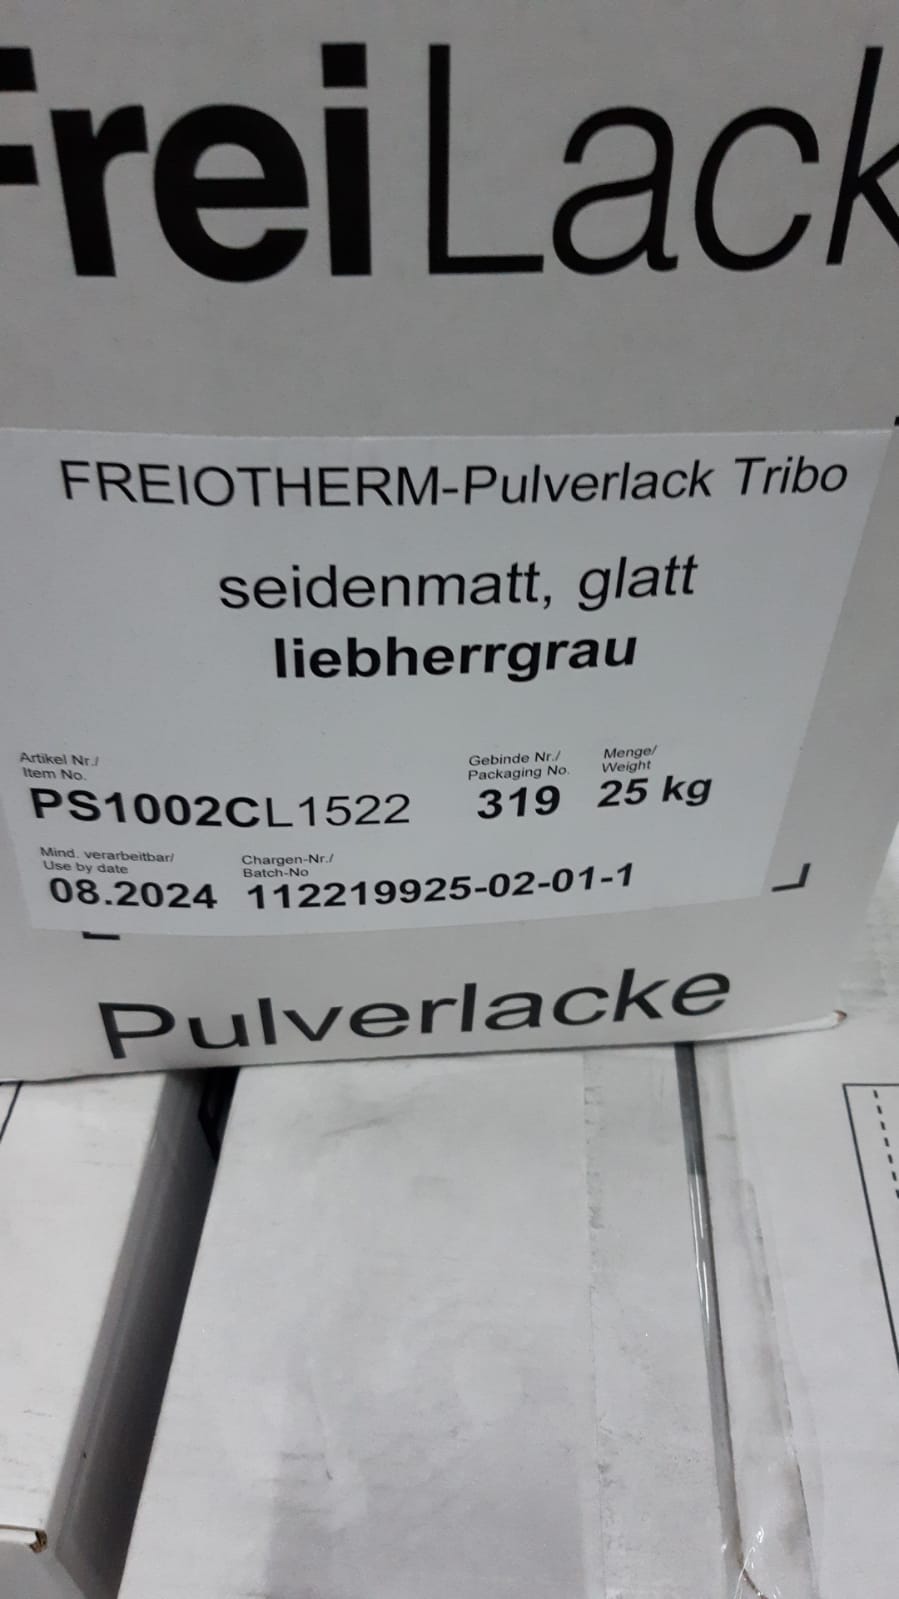 FreiLack
FREIOTHERM-Pulverlack Tribo
seidenmatt, glatt
liebherrgrau
Artikel Nr./
Item No.
PS1002CL1522
Gebinde Nr./
Packaging No.
319
Menge/
Weight
25 kg
Mind. verarbeitbar/
Use by date
08.2024
Chargen-Nr./
Batch-No
112219925-02-01-1
Pulverlacke